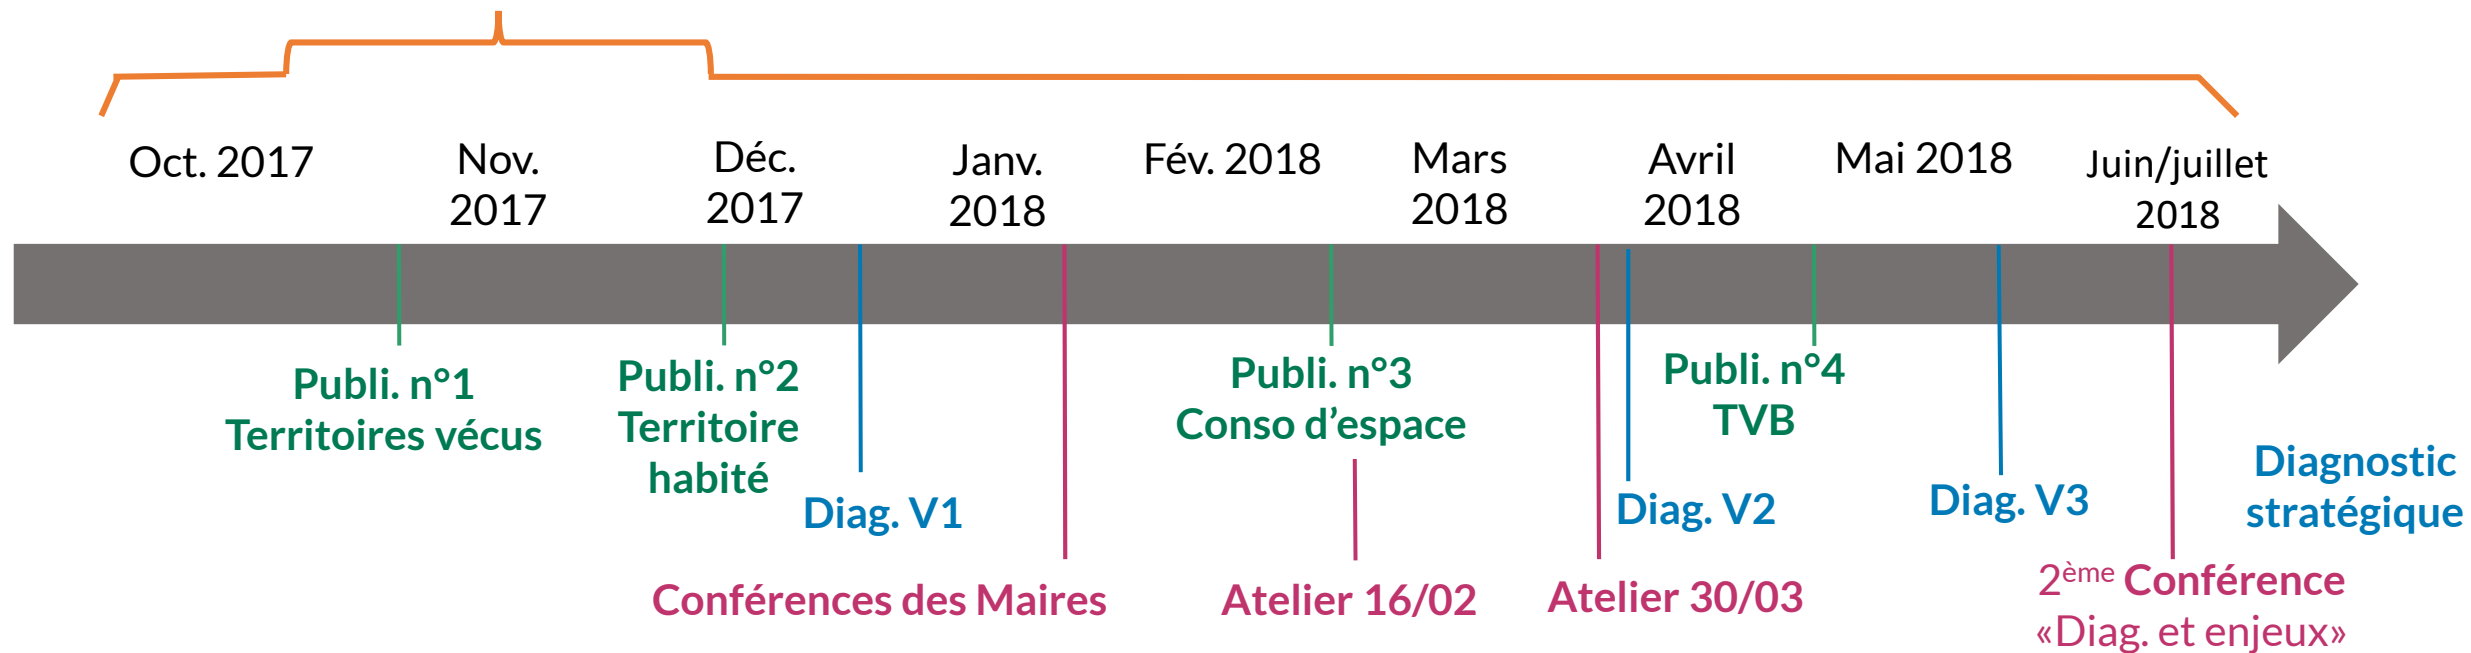 Oct. 2017
Nov.
2017
Déc.
2017
Janv.
2018
Fév. 2018
Mars
2018
Avril
2018
Mai 2018
Juin/juillet
2018
Publi. n°1
Territoires vécus
Publi. n°2
Territoire
habité
Diag. V1
Conférences des Maires
Publi. n°3
Conso d’espace
Atelier 16/02
Atelier 30/03
Diag. V2
Publi. n°4
TVB
Diag. V3
2ème Conférence
«Diag. et enjeux»
Diagnostic
stratégique